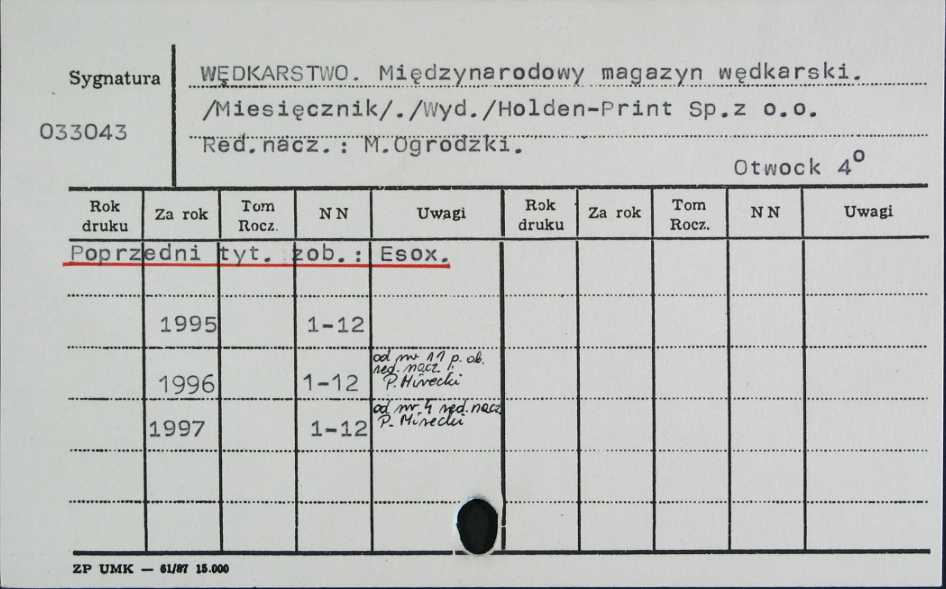 Sygnatura
033043
WĘDKARSTWO. Międzynarodowy magazyn wędkarski.
/Miesięcznik/./Wyd./Holden-Print Sp.z o.o.
Red.nacz.: M.Ogrodzki.
Otwock 4º
Rok druku Za rok Tom Rocz. N N Uwagi Rok druku Za rok Tom Rocz. N N Uwagi
Poprzedni tyt. zob.: Esox.
1995 1-12
od nr 11 p. ob.
red. nacz.
1996 1-12 P. Mirecki
od nr 4 red. nacz
1997 1-12 P. Mirecki
ZP UMK — 61/87 15.000